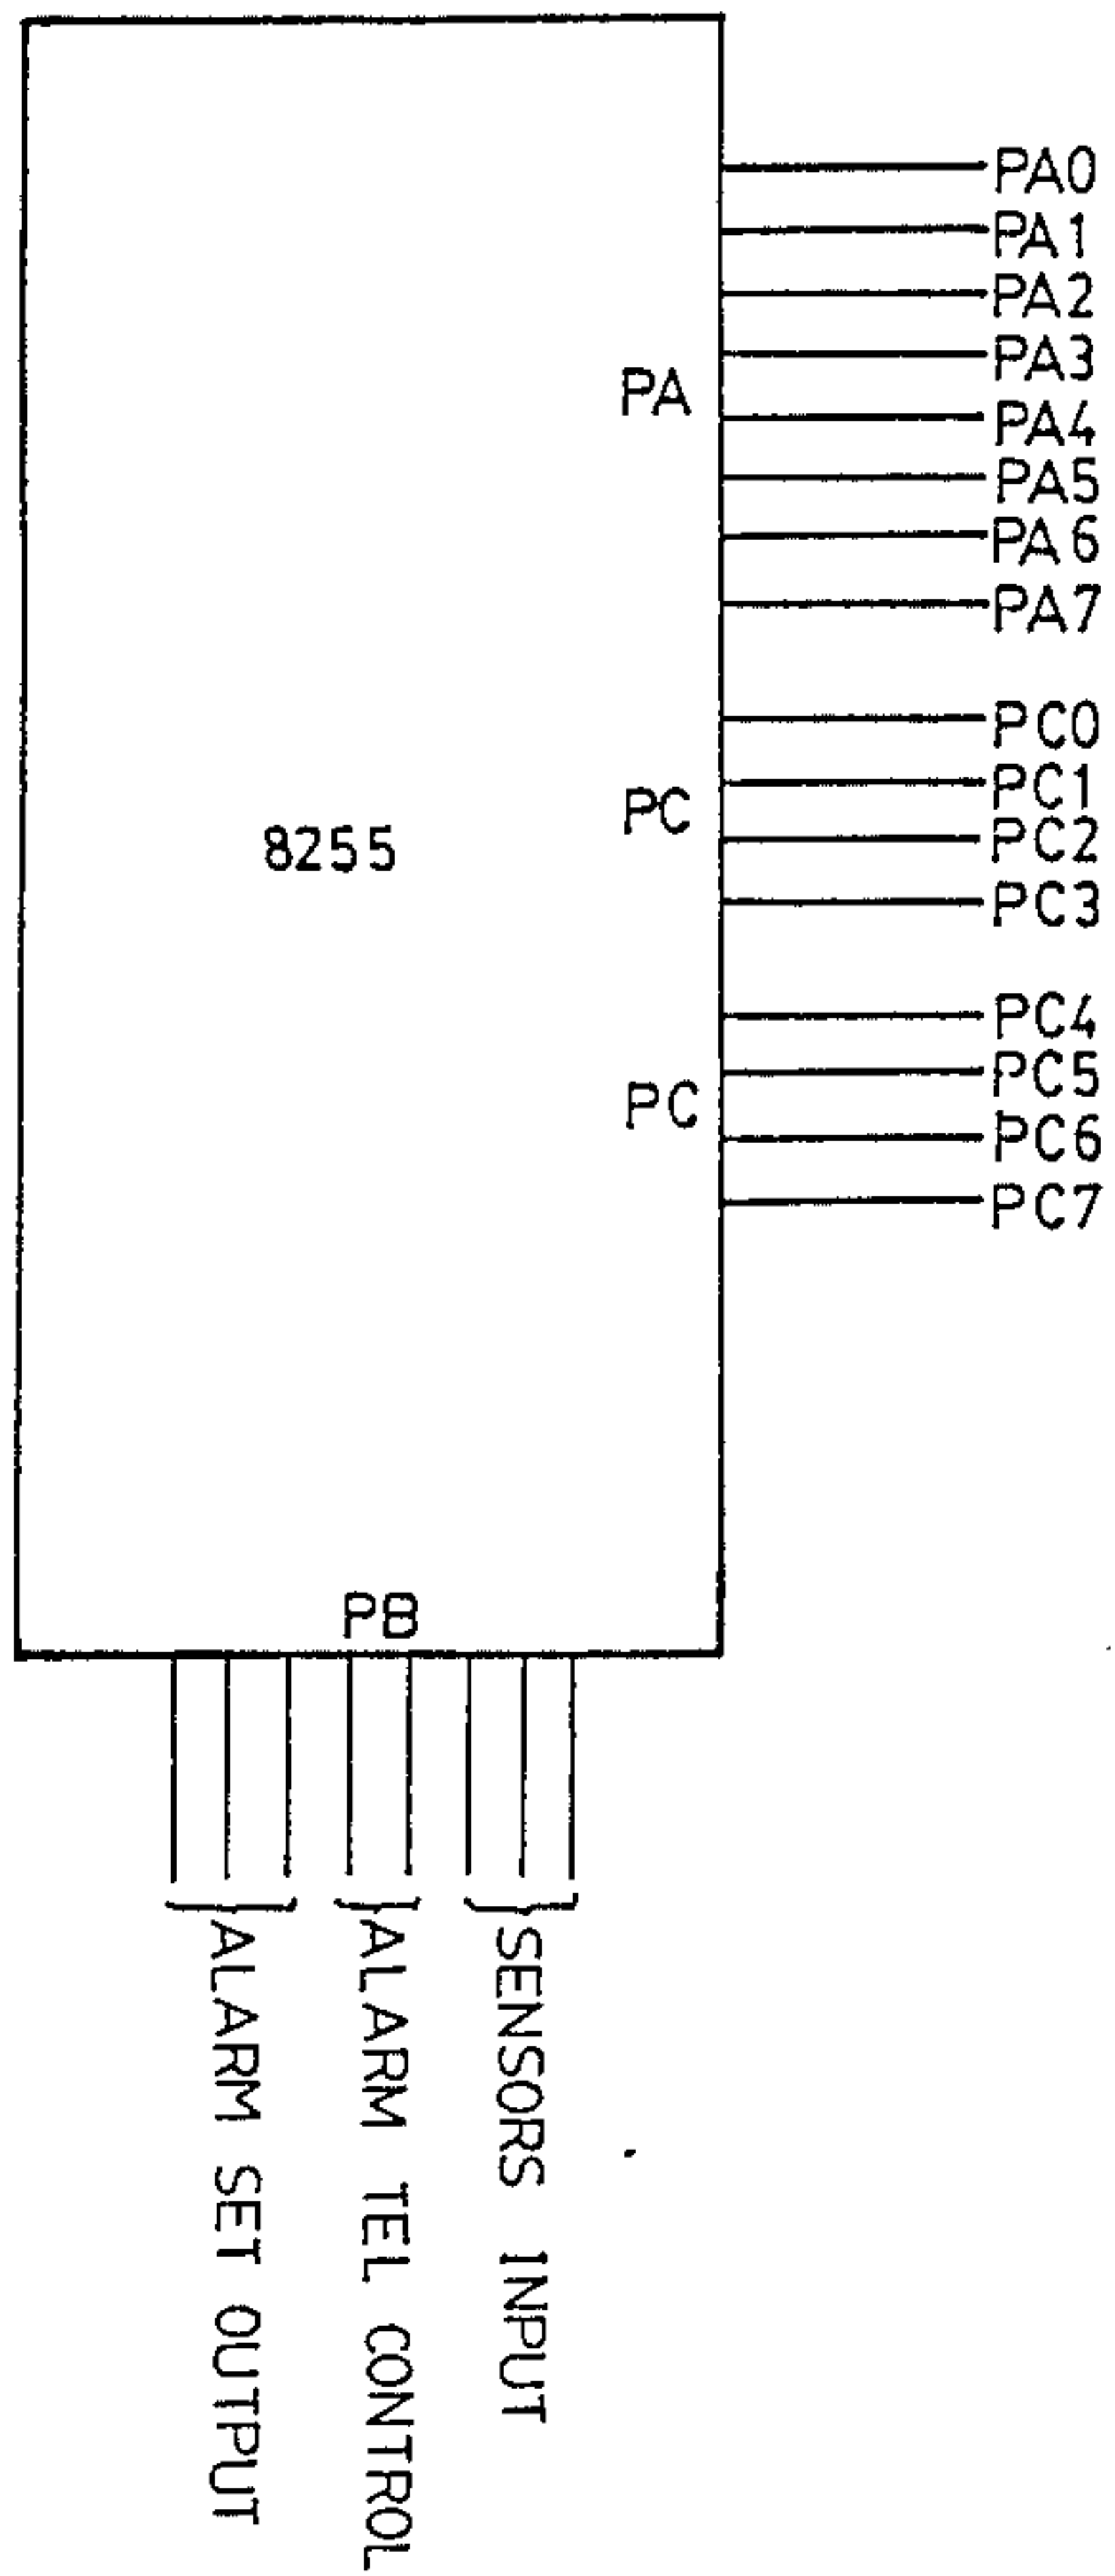 PA0
PA1
PA2
PA3
PA
PA4
PA5
PA6
PA7
PC0
PC1
PC
PC2
8255
PC3
PC4
PC5
PC
PC6
PC7
PB
ALARM SET OUTPUT
ALARM TEL CONTROL
SENSORS INPUT